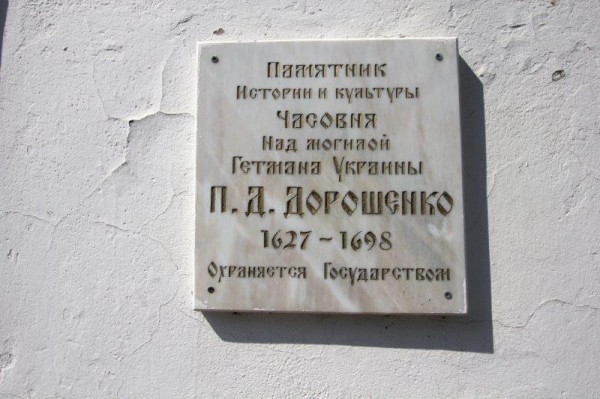 Памятник
Истории и культуры
Часовня
Над могилой
Гетмана Украины
П. Д. Дорошенко
1627 - 1698
Охраняется Государством